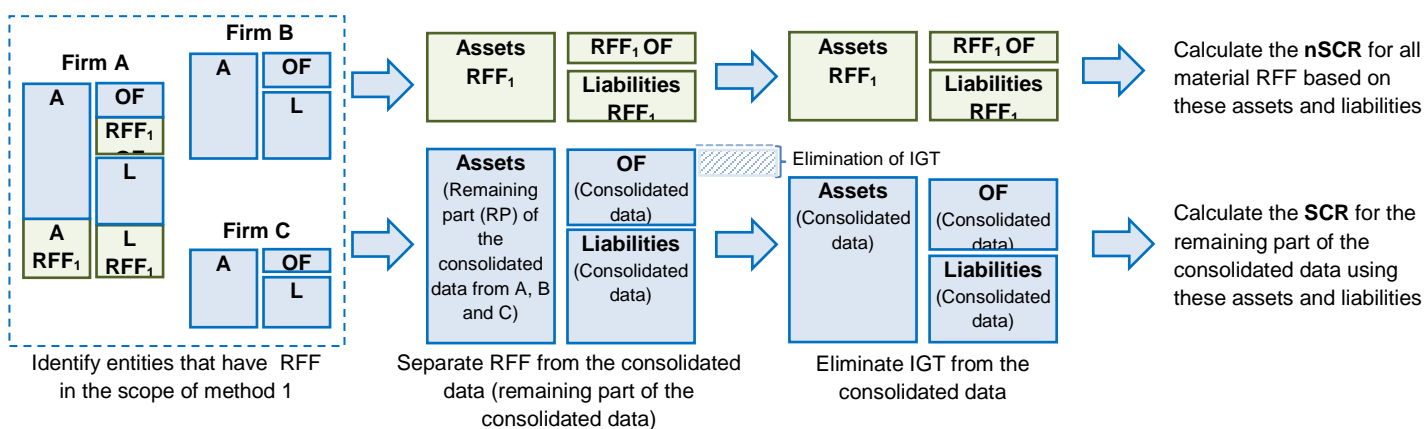 Firm A
A
OF
RFF₁
L
A
RFF₁
L
RFF₁
Firm B
A
OF
L
Firm C
A
OF
L
Identify entities that have RFF
in the scope of method 1
Assets
RFF₁
RFF₁ OF
Liabilities
RFF₁
Assets
(Remaining
part (RP) of
the
consolidated
data from A, B
and C)
OF
(Consolidated
data)
Liabilities
(Consolidated
data)
Separate RFF from the consolidated
data (remaining part of the
consolidated data)
Elimination of IGT
Assets
RFF₁
RFF₁ OF
Liabilities
RFF₁
Assets
(Consolidated
data)
OF
(Consolidated
data)
Liabilities
(Consolidated
data)
Eliminate IGT from the
consolidated data
Calculate the nSCR for all
material RFF based on
these assets and liabilities
Calculate the SCR for the
remaining part of the
consolidated data using
these assets and liabilities